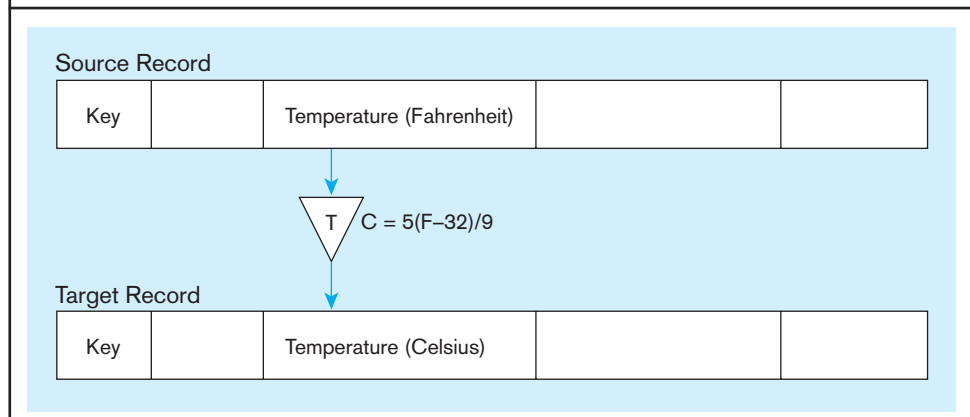 Source Record
Key Temperature (Fahrenheit)
T C = 5(F–32)/9
Target Record
Key Temperature (Celsius)